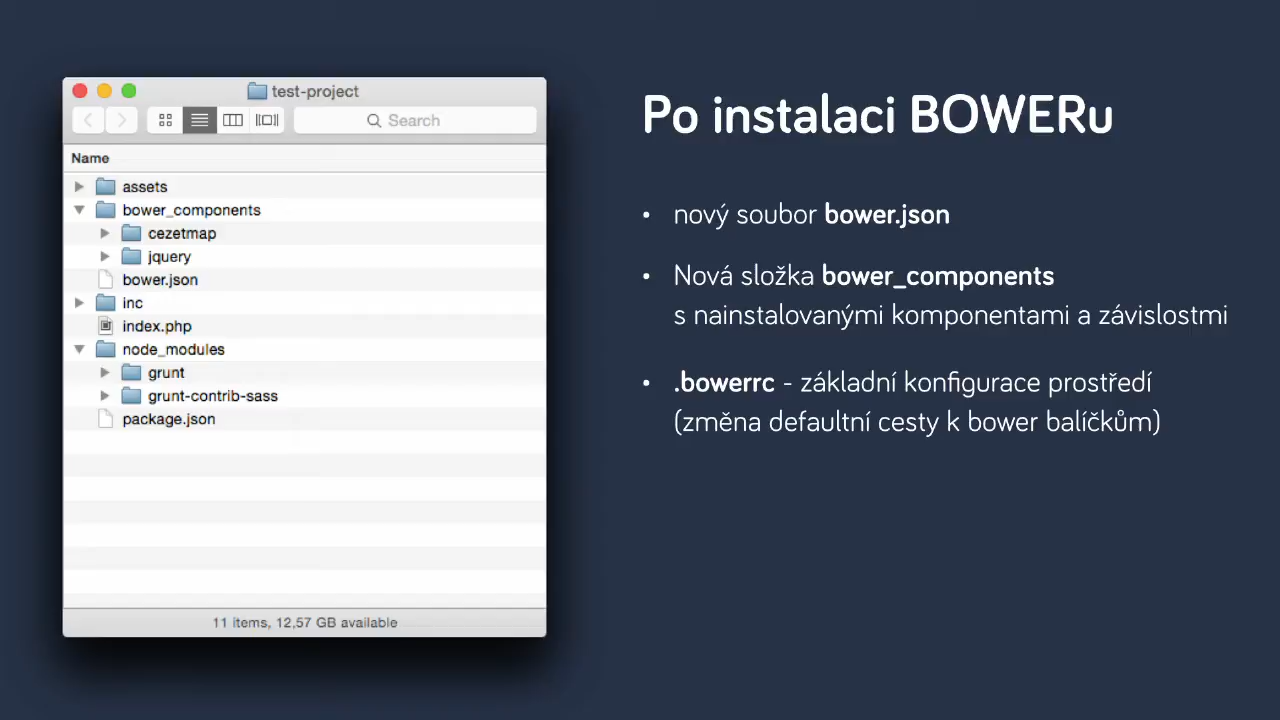 test-project
Search
Name
assets
bower_components
cezetmap
jquery
bower.json
inc
index.php
node_modules
grunt
grunt-contrib-sass
package.json
11 items, 12,57 GB available
Po instalaci BOWERu
• nový soubor bower.json
• Nová složka bower_components
s nainstalovanými komponentami a závislostmi
• .bowerrc - základní konfigurace prostředí
(změna defaultní cesty k bower balíčkům)